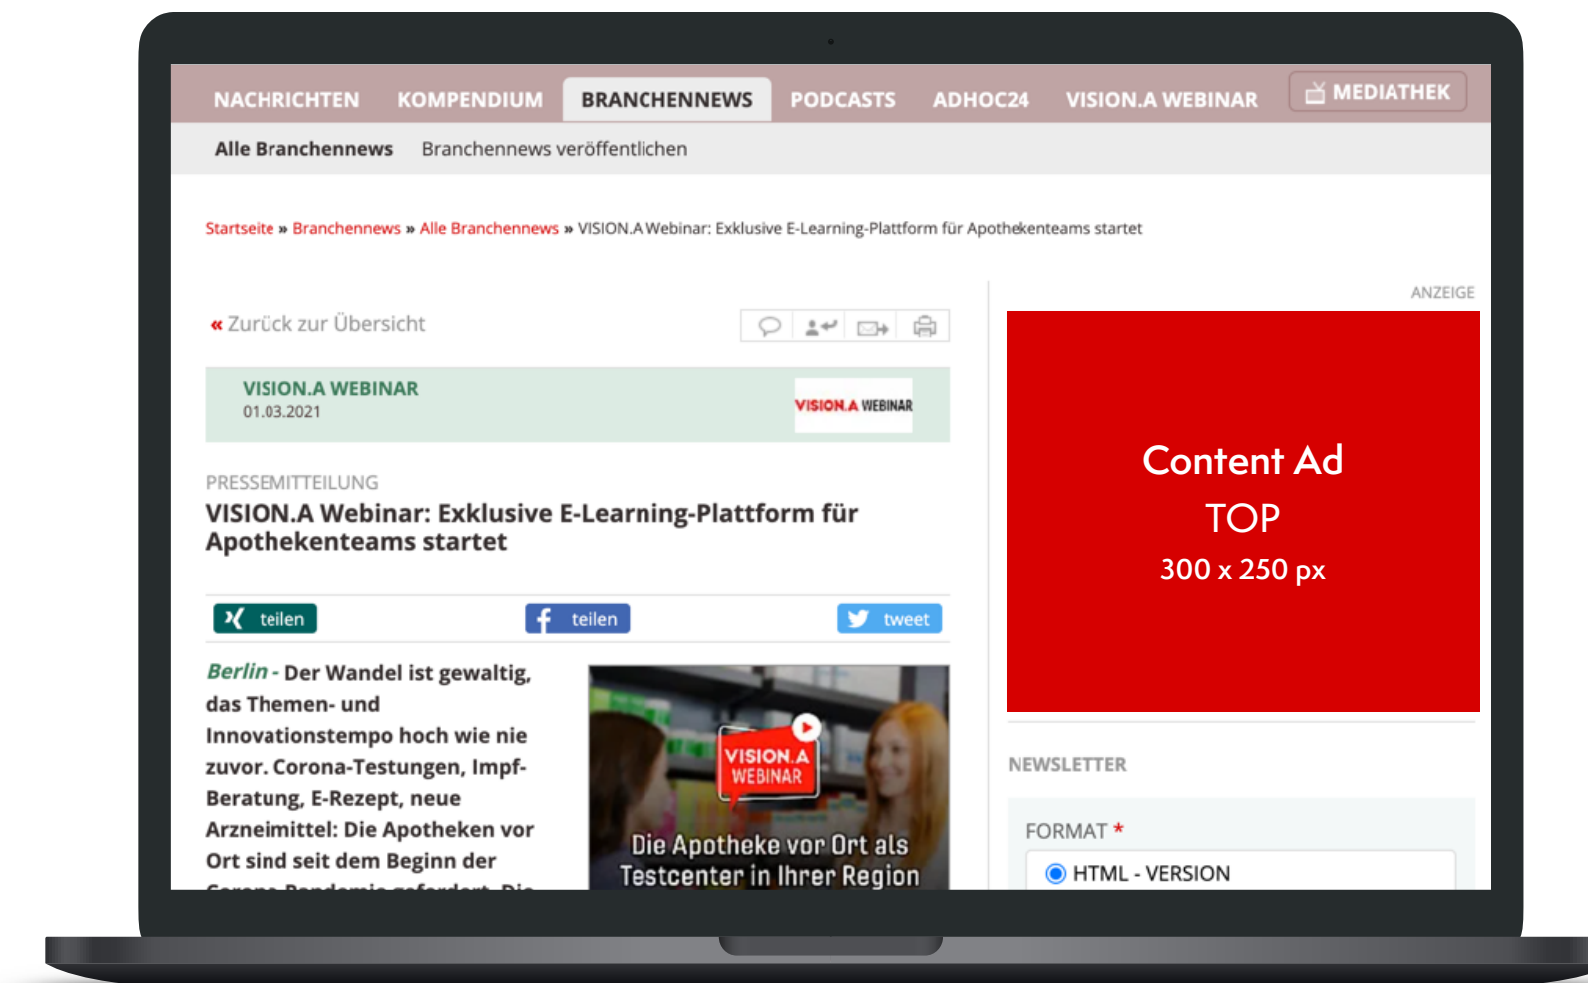 NACHRICHTEN KOMPENDIUM BRANCHENNEWS PODCASTS ADHOC24 VISION.A WEBINAR MEDIATHEK
Alle Branchennews Branchennews veröffentlichen
Startseite » Branchennews » Alle Branchennews » VISION.A Webinar: Exklusive E-Learning-Plattform für Apothekenteams startet
« Zurück zur Übersicht
VISION.A WEBINAR
01.03.2021
VISION.A WEBINAR
PRESSEMITTEILUNG
VISION.A Webinar: Exklusive E-Learning-Plattform für
Apothekenteams startet
teilen teilen tweet
Berlin - Der Wandel ist gewaltig,
das Themen- und
Innovationstempo hoch wie nie
zuvor. Corona-Testungen, Impf-
Beratung, E-Rezept, neue
Arzneimittel: Die Apotheken vor
Ort sind seit dem Beginn der
Corona-Pandemie gefordert. Die
VISION.A
WEBINAR
Die Apotheke vor Ort als
Testcenter in Ihrer Region
ANZEIGE
Content Ad
TOP
300 x 250 px
NEWSLETTER
FORMAT *
HTML - VERSION